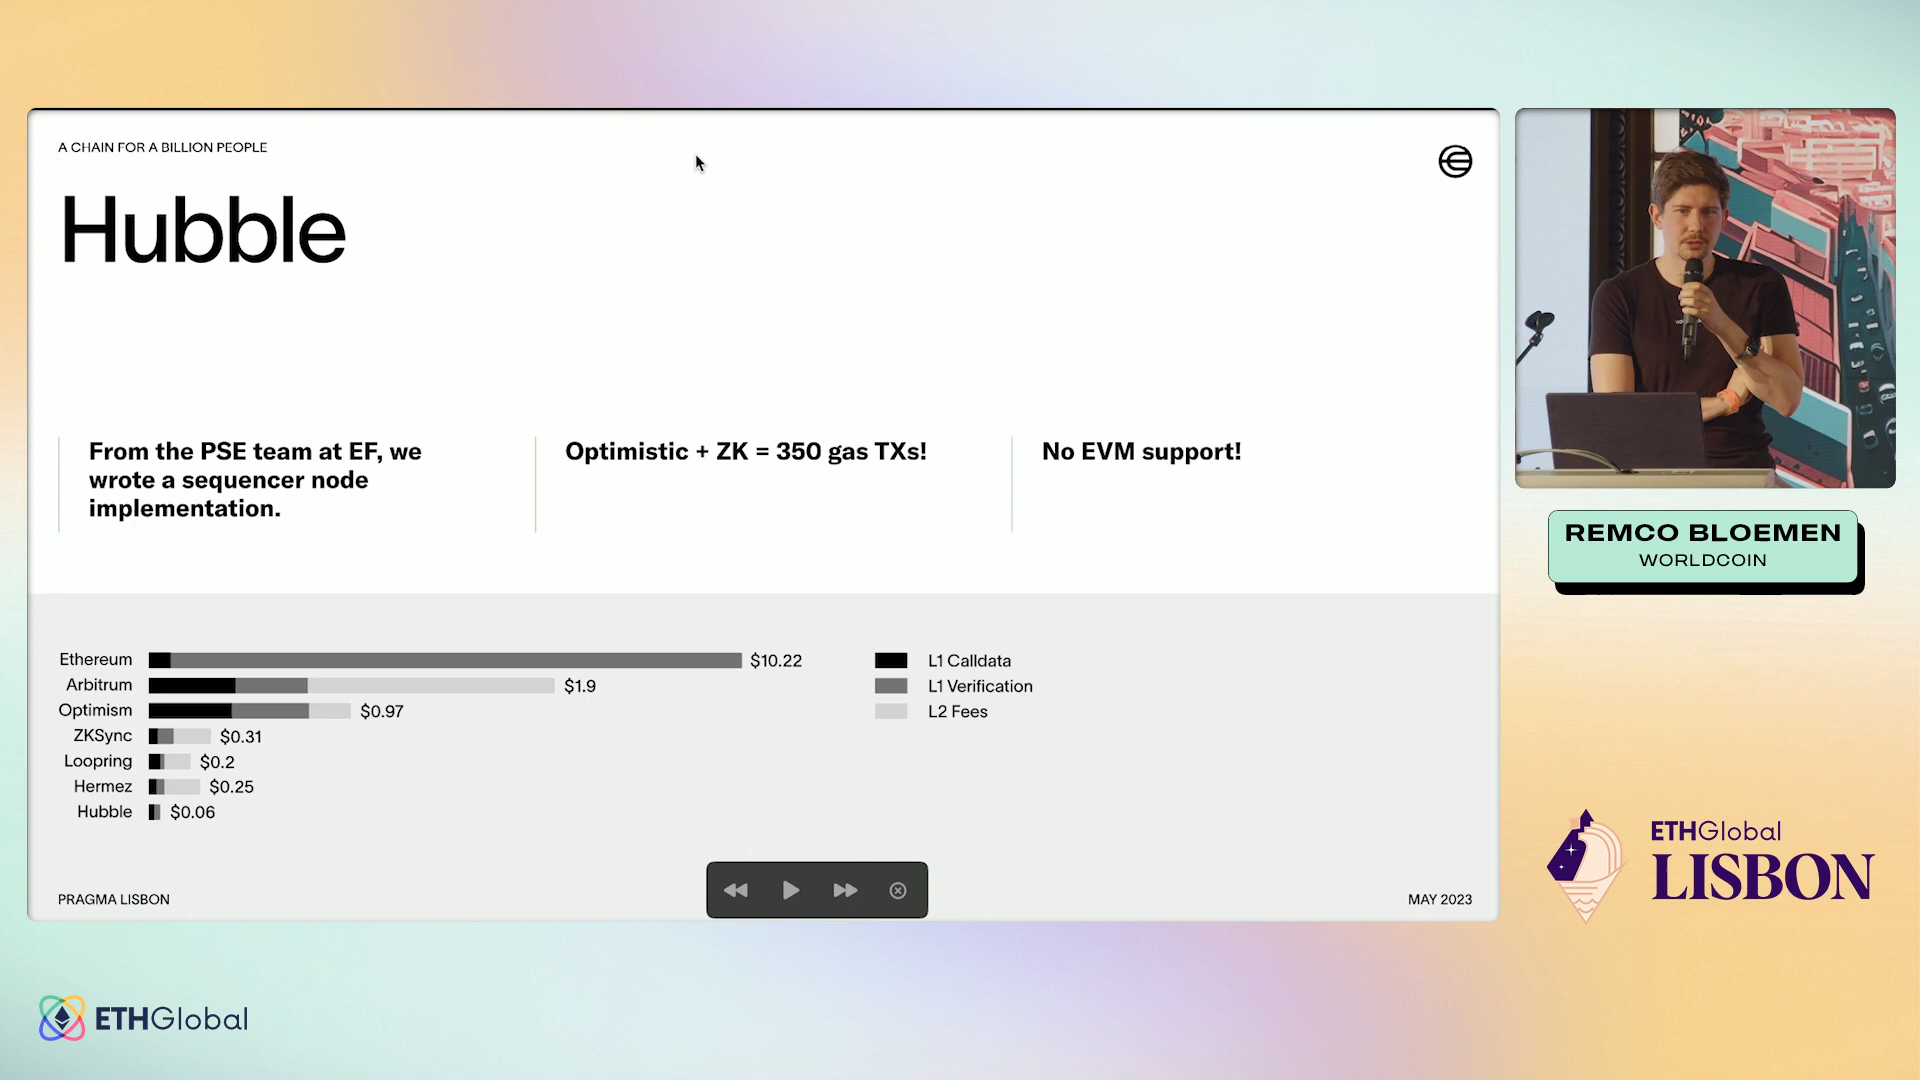 A CHAIN FOR A BILLION PEOPLE
Hubble
From the PSE team at EF, we
wrote a sequencer node
implementation.
Optimistic + ZK = 350 gas TXs!
No EVM support!
Ethereum $10.22
Arbitrum $1.9
Optimism $0.97
ZKSync $0.31
Loopring $0.2
Hermez $0.25
Hubble $0.06
L1 Calldata
L1 Verification
L2 Fees
PRAGMA LISBON
MAY 2023
REMCO BLOEMEN
WORLDCOIN
ETHGlobal
LISBON
ETHGlobal